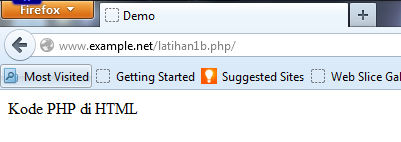 Firefox
Demo
www.example.net/latihan1b.php/
Most Visited Getting Started Suggested Sites Web Slice Gal
Kode PHP di HTML